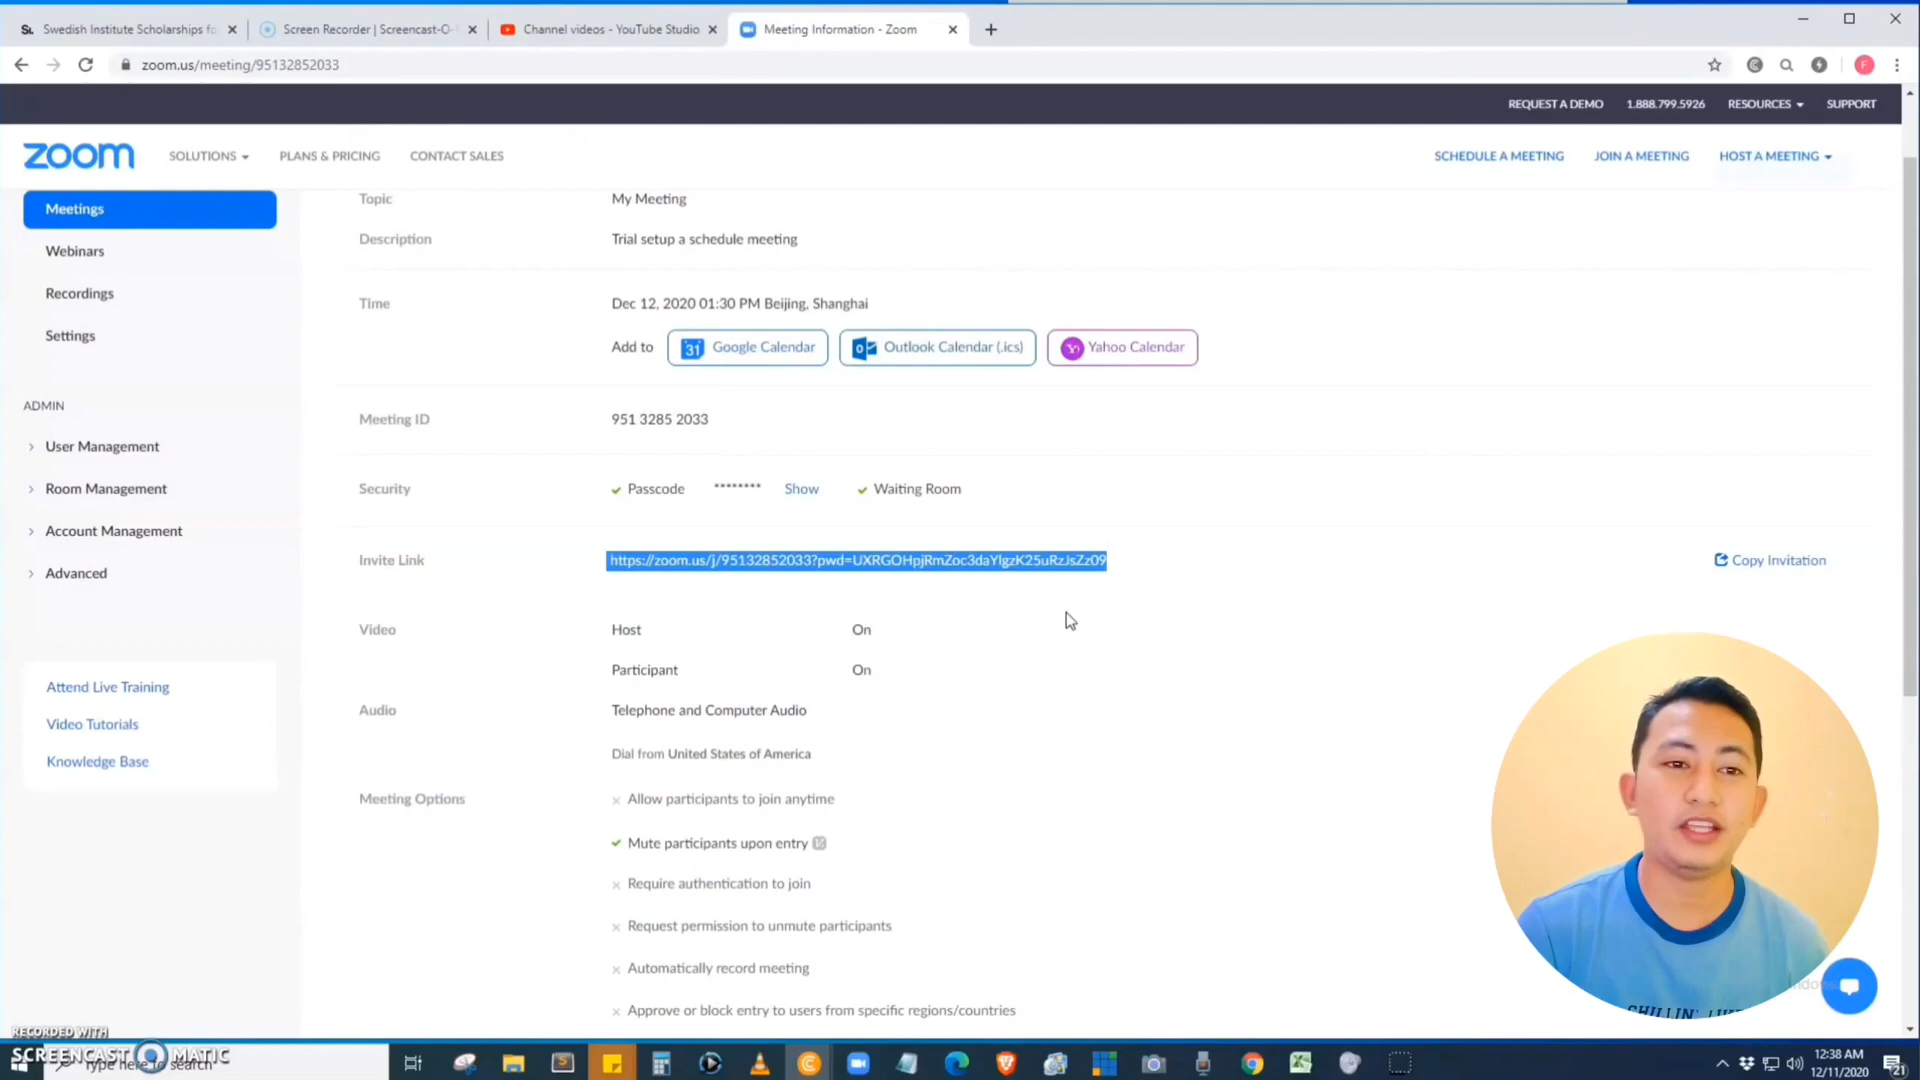 Swedish Institute Scholarships fo
Screen Recorder | Screencast-O-
Channel videos - YouTube Studio
Meeting Information - Zoom
zoom.us/meeting/95132852033
F
REQUEST A DEMO 1.888.799.5926 RESOURCES SUPPORT
zoom
SOLUTIONS PLANS & PRICING CONTACT SALES
SCHEDULE A MEETING JOIN A MEETING HOST A MEETING
Meetings
Webinars
Recordings
Settings
ADMIN
User Management
Room Management
Account Management
Advanced
Attend Live Training
Video Tutorials
Knowledge Base
Topic My Meeting
Description Trial setup a schedule meeting
Time Dec 12, 2020 01:30 PM Beijing, Shanghai
Add to 31 Google Calendar Outlook Calendar (.ics) Yahoo Calendar
Meeting ID 951 3285 2033
Security Passcode ******** Show Waiting Room
Invite Link https://zoom.us/j/95132852033?pwd=UXRGOHpjRmZoc3daYlgzK25uRzJsZz09 Copy Invitation
Video Host On
Participant On
Audio Telephone and Computer Audio
Dial from United States of America
Meeting Options Allow participants to join anytime
Mute participants upon entry
Require authentication to join
Request permission to unmute participants
Automatically record meeting
Approve or block entry to users from specific regions/countries
RECORDED WITH
SCREENCAST MATIC
Type here to search
12:38 AM
12/11/2020
21